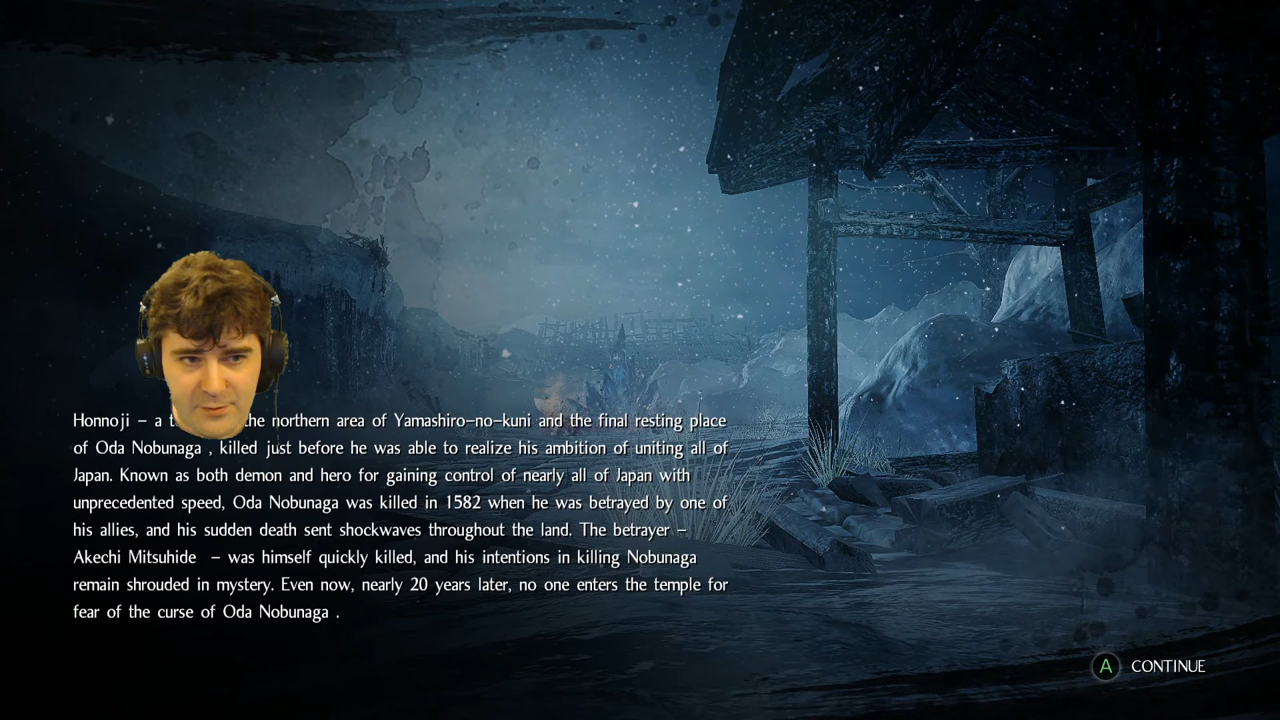 Honnoji – a t the northern area of Yamashiro–no–kuni and the final resting place
of Oda Nobunaga , killed just before he was able to realize his ambition of uniting all of
Japan. Known as both demon and hero for gaining control of nearly all of Japan with
unprecedented speed, Oda Nobunaga was killed in 1582 when he was betrayed by one of
his allies, and his sudden death sent shockwaves throughout the land. The betrayer –
Akechi Mitsuhide – was himself quickly killed, and his intentions in killing Nobunaga
remain shrouded in mystery. Even now, nearly 20 years later, no one enters the temple for
fear of the curse of Oda Nobunaga .
A CONTINUE